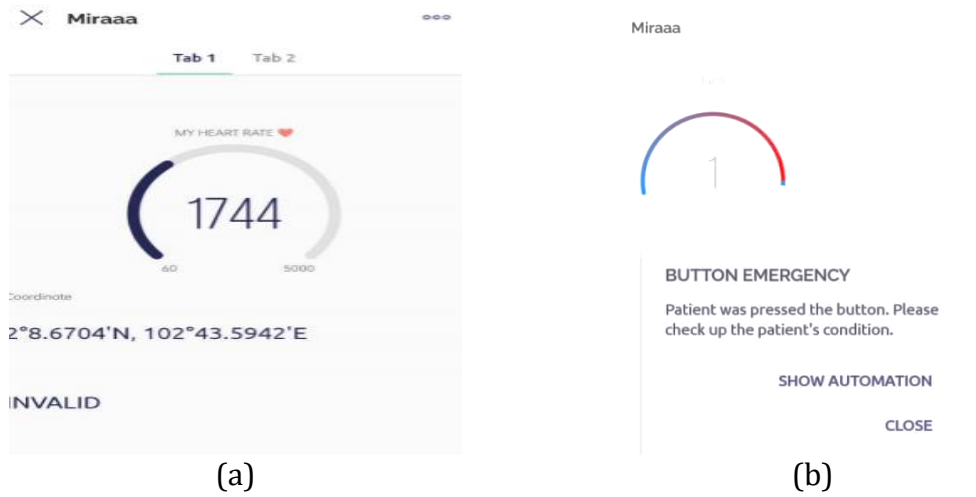 Miraaa
Tab 1 Tab 2
MY HEART RATE
1744
60 5000
Coordinate
2°8.6704'N, 102°43.5942'E
INVALID
(a)
Miraaa
1
BUTTON EMERGENCY
Patient was pressed the button. Please
check up the patient's condition.
SHOW AUTOMATION
CLOSE
(b)